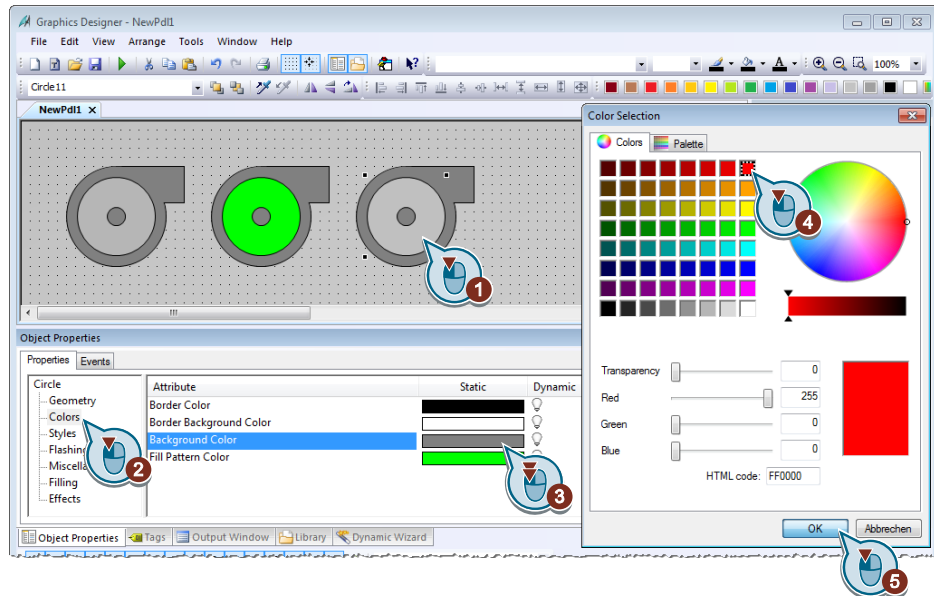 Graphics Designer - NewPdl1
File Edit View Arrange Tools Window Help
100%
Circle11
NewPdl1 X
Color Selection
Colors Palette
4
1
Object Properties
Properties Events
Circle
Geometry
Colors
Styles
Flashing
Miscella
Filling
Effects
2
Attribute Static Dynamic
Border Color
Border Background Color
Background Color
Fill Pattern Color
3
Transparency 0
Red 255
Green 0
Blue 0
HTML code: FF0000
OK Abbrechen
5
Object Properties Tags Output Window Library Dynamic Wizard